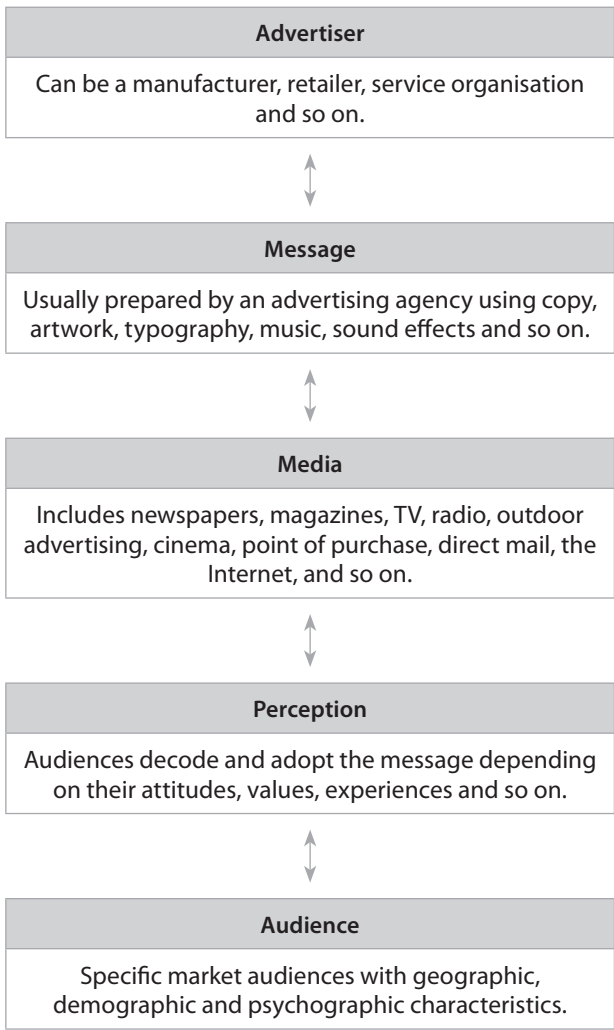 Advertiser
Can be a manufacturer, retailer, service organisation
and so on.
Message
Usually prepared by an advertising agency using copy,
artwork, typography, music, sound effects and so on.
Media
Includes newspapers, magazines, TV, radio, outdoor
advertising, cinema, point of purchase, direct mail, the
Internet, and so on.
Perception
Audiences decode and adopt the message depending
on their attitudes, values, experiences and so on.
Audience
Specific market audiences with geographic,
demographic and psychographic characteristics.